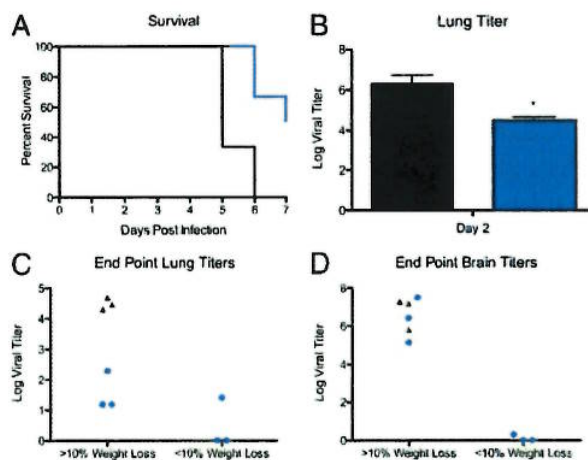 A
Survival
Percent Survival
100
80
60
40
20
0
0 1 2 3 4 5 6 7
Days Post Infection
B
Lung Titer
Log Viral Titer
8
6
4
2
0
*
Day 2
C
End Point Lung Titers
Log Viral Titer
5
4
3
2
1
0
>10% Weight Loss <10% Weight Loss
D
End Point Brain Titers
Log Viral Titer
8
6
4
2
0
>10% Weight Loss <10% Weight Loss